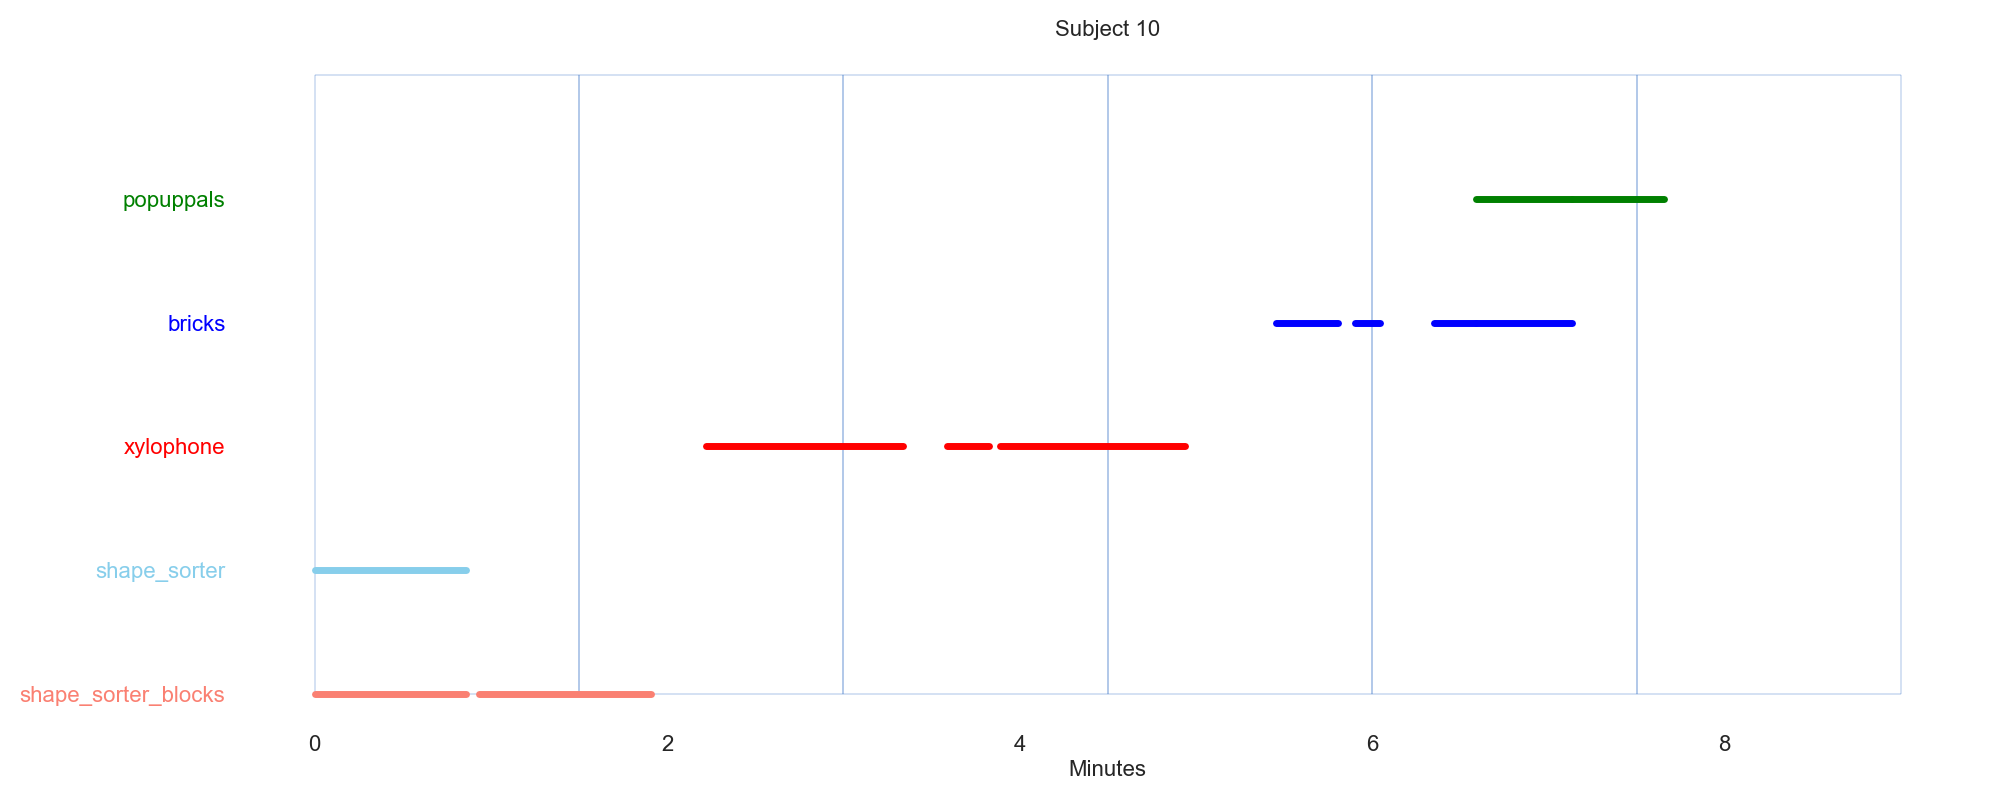 Subject 10
popuppals
bricks
xylophone
shape_sorter
shape_sorter_blocks
0 2 4 6 8
Minutes